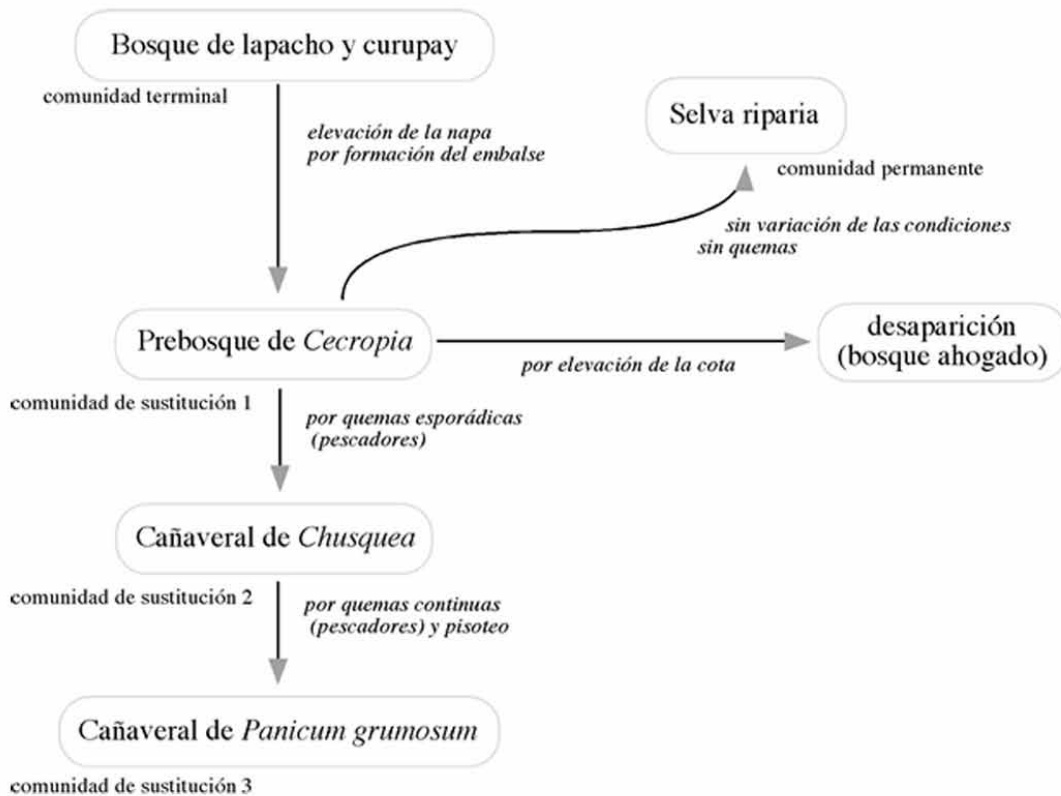 Bosque de lapacho y curupay
comunidad terrminal
elevación de la napa
por formación del embalse
Selva riparia
comunidad permanente
sin variación de las condiciones
sin quemas
Prebosque de Cecropia
comunidad de sustitución 1
por elevación de la cota
desaparición
(bosque ahogado)
por quemas esporádicas
(pescadores)
Cañaveral de Chusquea
comunidad de sustitución 2
por quemas continuas
(pescadores) y pisoteo
Cañaveral de Panicum grumosum
comunidad de sustitución 3